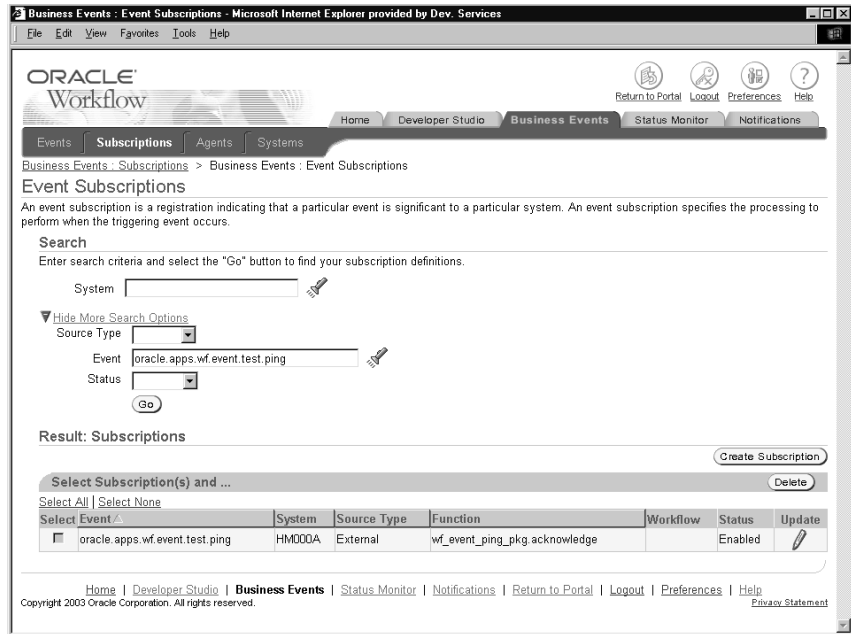 Business Events : Event Subscriptions - Microsoft Internet Explorer provided by Dev. Services
File Edit View Favorites Tools Help
ORACLE
Workflow
Return to Portal Logout Preferences Help
Home Developer Studio Business Events Status Monitor Notifications
Events Subscriptions Agents Systems
Business Events : Subscriptions > Business Events : Event Subscriptions
Event Subscriptions
An event subscription is a registration indicating that a particular event is significant to a particular system. An event subscription specifies the processing to
perform when the triggering event occurs.
Search
Enter search criteria and select the "Go" button to find your subscription definitions.
System
Hide More Search Options
Source Type
Event oracle.apps.wf.event.test.ping
Status
Go
Result: Subscriptions
Create Subscription
Select Subscription(s) and ... Delete
Select All | Select None
Select Event System Source Type Function Workflow Status Update
oracle.apps.wf.event.test.ping HM000A External wf_event_ping_pkg.acknowledge Enabled
Home | Developer Studio | Business Events | Status Monitor | Notifications | Return to Portal | Logout | Preferences | Help
Copyright 2003 Oracle Corporation. All rights reserved. Privacy Statement